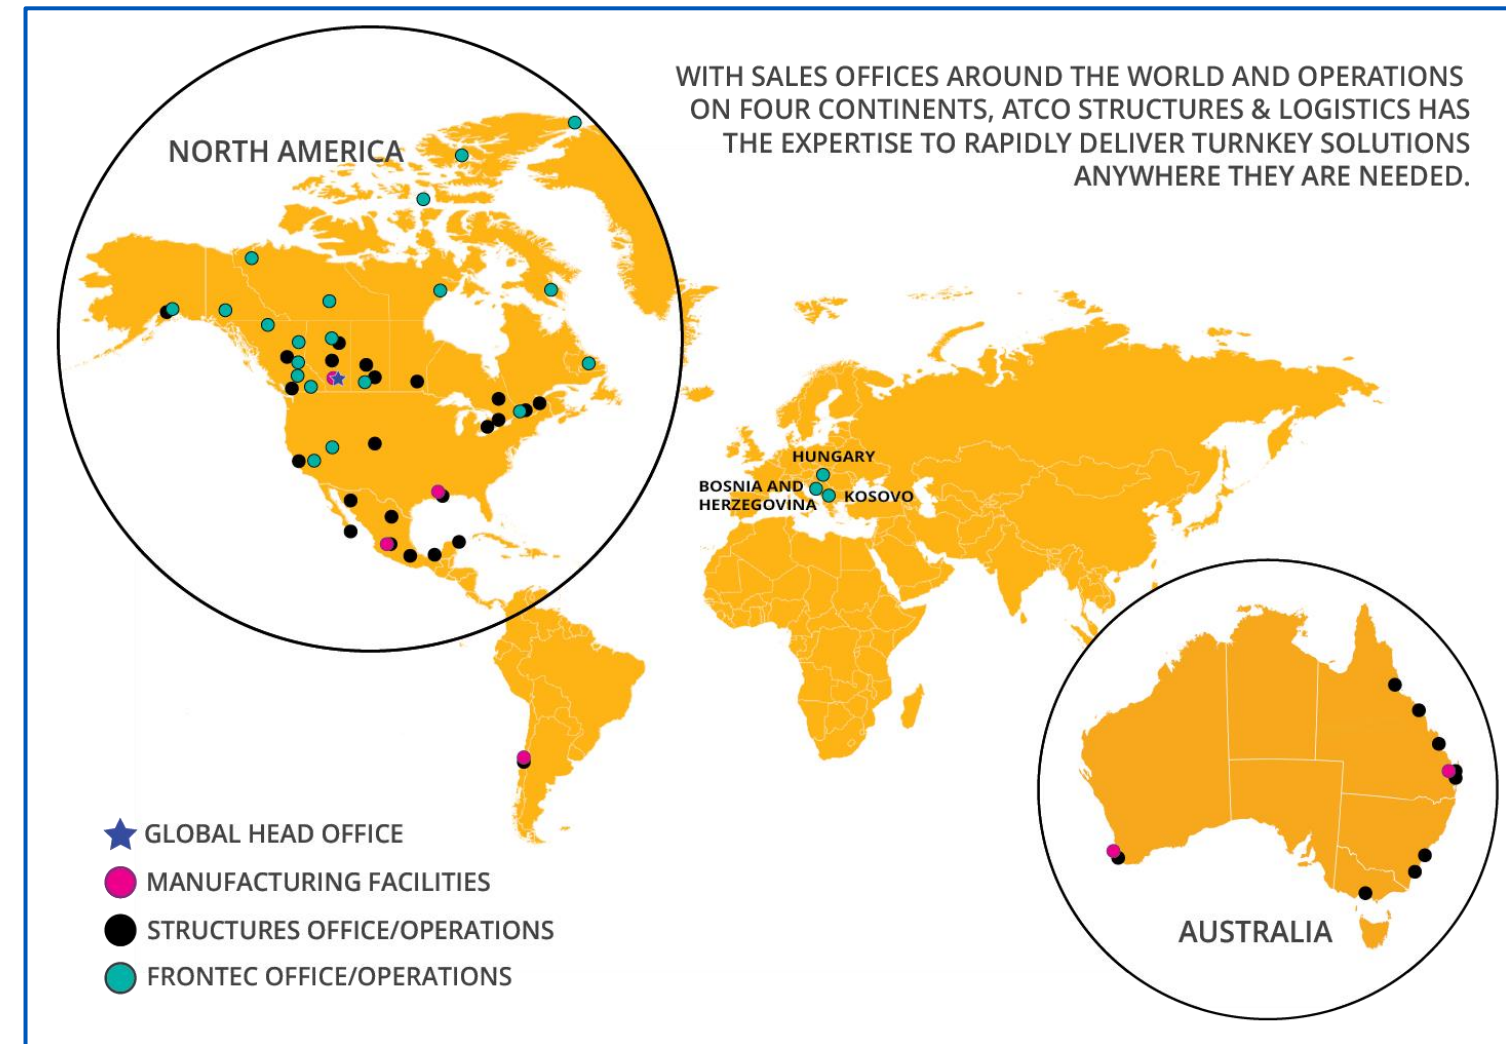 WITH SALES OFFICES AROUND THE WORLD AND OPERATIONS
ON FOUR CONTINENTS, ATCO STRUCTURES & LOGISTICS HAS
THE EXPERTISE TO RAPIDLY DELIVER TURNKEY SOLUTIONS
ANYWHERE THEY ARE NEEDED.
NORTH AMERICA
HUNGARY
BOSNIA AND
HERZEGOVINA
KOSOVO
AUSTRALIA
GLOBAL HEAD OFFICE
MANUFACTURING FACILITIES
STRUCTURES OFFICE/OPERATIONS
FRONTEC OFFICE/OPERATIONS